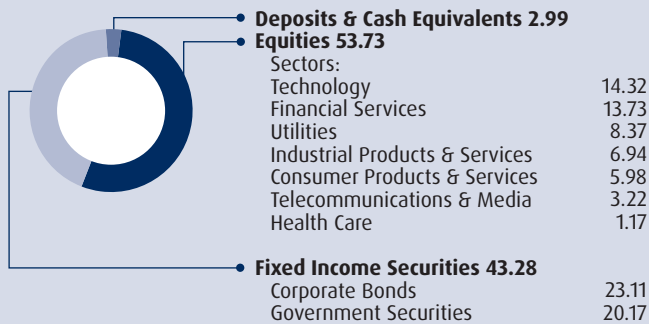 Deposits & Cash Equivalents 2.99
Equities 53.73
Sectors:
Technology 14.32
Financial Services 13.73
Utilities 8.37
Industrial Products & Services 6.94
Consumer Products & Services 5.98
Telecommunications & Media 3.22
Health Care 1.17
Fixed Income Securities 43.28
Corporate Bonds 23.11
Government Securities 20.17